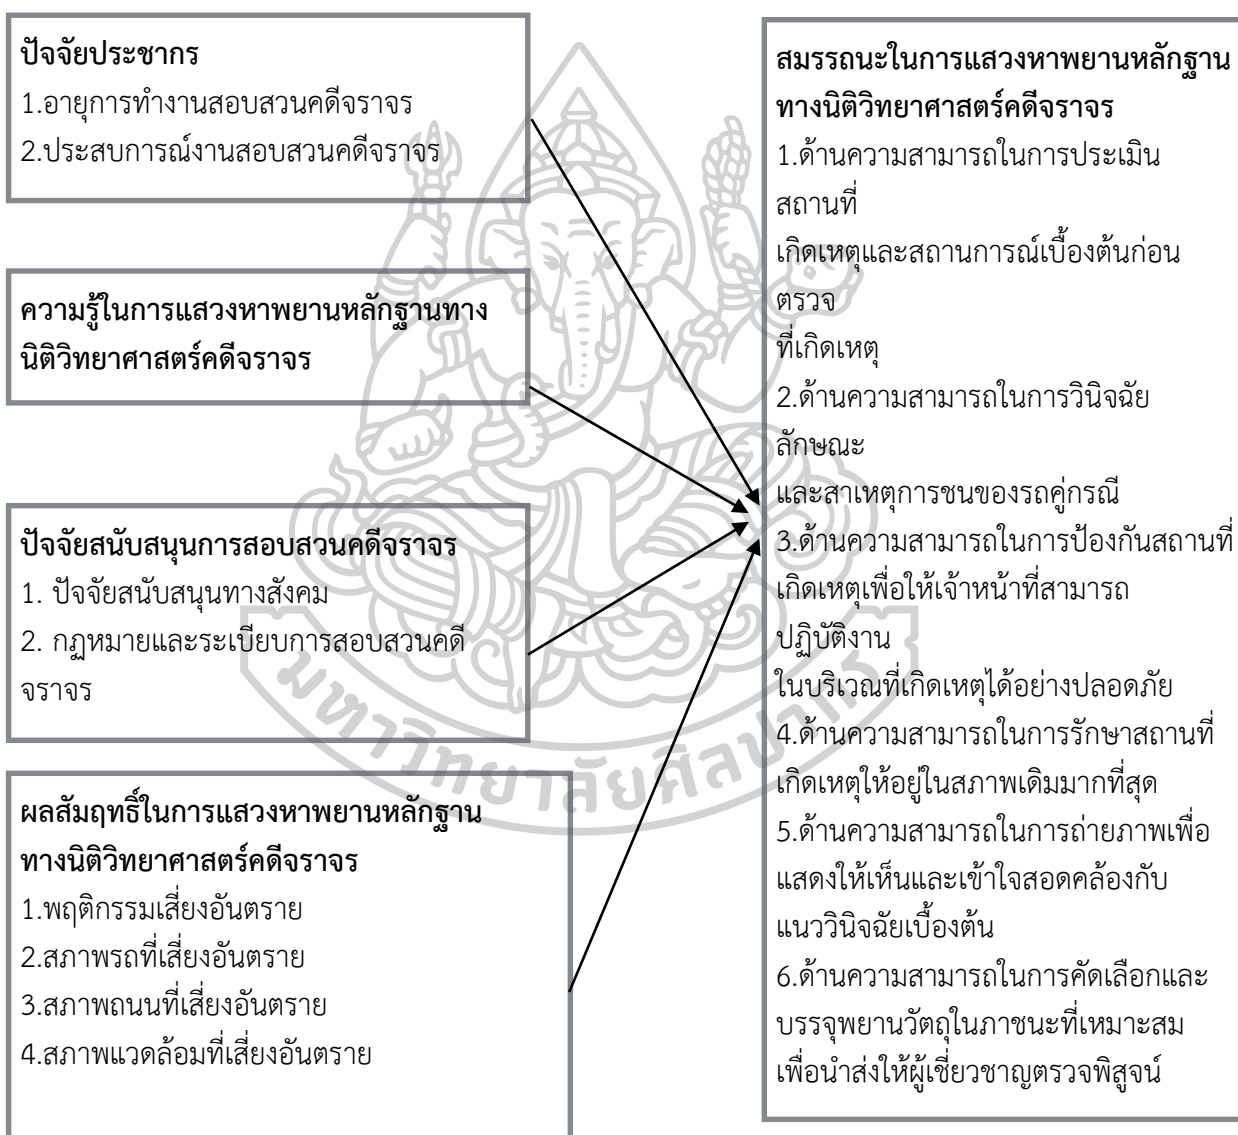 ปัจจัยประชากร
1.อายุการทำงานสอบสวนคดีจราจร
2.ประสบการณ์งานสอบสวนคดีจราจร
ความรู้ในการแสวงหาพยานหลักฐานทาง
นิติวิทยาศาสตร์คดีจราจร
ปัจจัยสนับสนุนการสอบสวนคดีจราจร
1. ปัจจัยสนับสนุนทางสังคม
2. กฎหมายและระเบียบการสอบสวนคดี
จราจร
ผลสัมฤทธิ์ในการแสวงหาพยานหลักฐาน
ทางนิติวิทยาศาสตร์คดีจราจร
1.พฤติกรรมเสี่ยงอันตราย
2.สภาพรถที่เสี่ยงอันตราย
3.สภาพถนนที่เสี่ยงอันตราย
4.สภาพแวดล้อมที่เสี่ยงอันตราย
สมรรถนะในการแสวงหาพยานหลักฐาน
ทางนิติวิทยาศาสตร์คดีจราจร
1.ด้านความสามารถในการประเมิน
สถานที่
เกิดเหตุและสถานการณ์เบื้องต้นก่อน
ตรวจ
ที่เกิดเหตุ
2.ด้านความสามารถในการวินิจฉัย
ลักษณะ
และสาเหตุการชนของรถคู่กรณี
3.ด้านความสามารถในการป้องกันสถานที่
เกิดเหตุเพื่อให้เจ้าหน้าที่สามารถ
ปฏิบัติงาน
ในบริเวณที่เกิดเหตุได้อย่างปลอดภัย
4.ด้านความสามารถในการรักษาสถานที่
เกิดเหตุให้อยู่ในสภาพเดิมมากที่สุด
5.ด้านความสามารถในการถ่ายภาพเพื่อ
แสดงให้เห็นและเข้าใจสอดคล้องกับ
แนววินิจฉัยเบื้องต้น
6.ด้านความสามารถในการคัดเลือกและ
บรรจุพยานวัตถุในภาชนะที่เหมาะสม
เพื่อนำส่งให้ผู้เชี่ยวชาญตรวจพิสูจน์
มหาวิทยาลัยศิลปากร